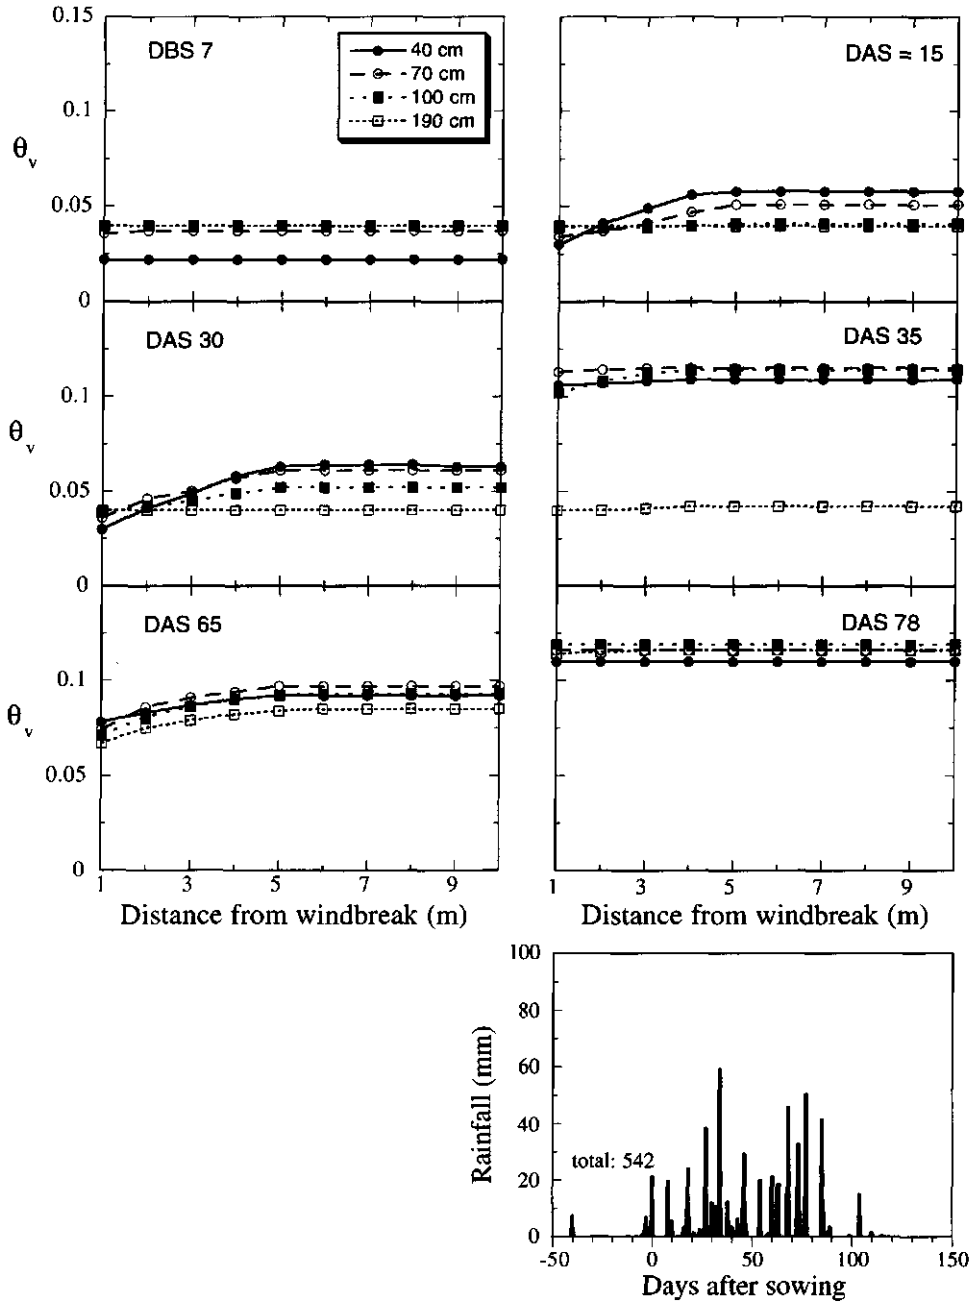 0.15
DBS 7
40 cm
70 cm
100 cm
190 cm
DAS = 15
0.1
θv
0.05
0
DAS 30
DAS 35
0.1
θv
0.05
0
DAS 65
DAS 78
0.1
θv
0.05
0
1 3 5 7 9
1 3 5 7 9
Distance from windbreak (m)
Distance from windbreak (m)
100
80
60
40
20
0
Rainfall (mm)
total: 542
-50 0 50 100 150
Days after sowing